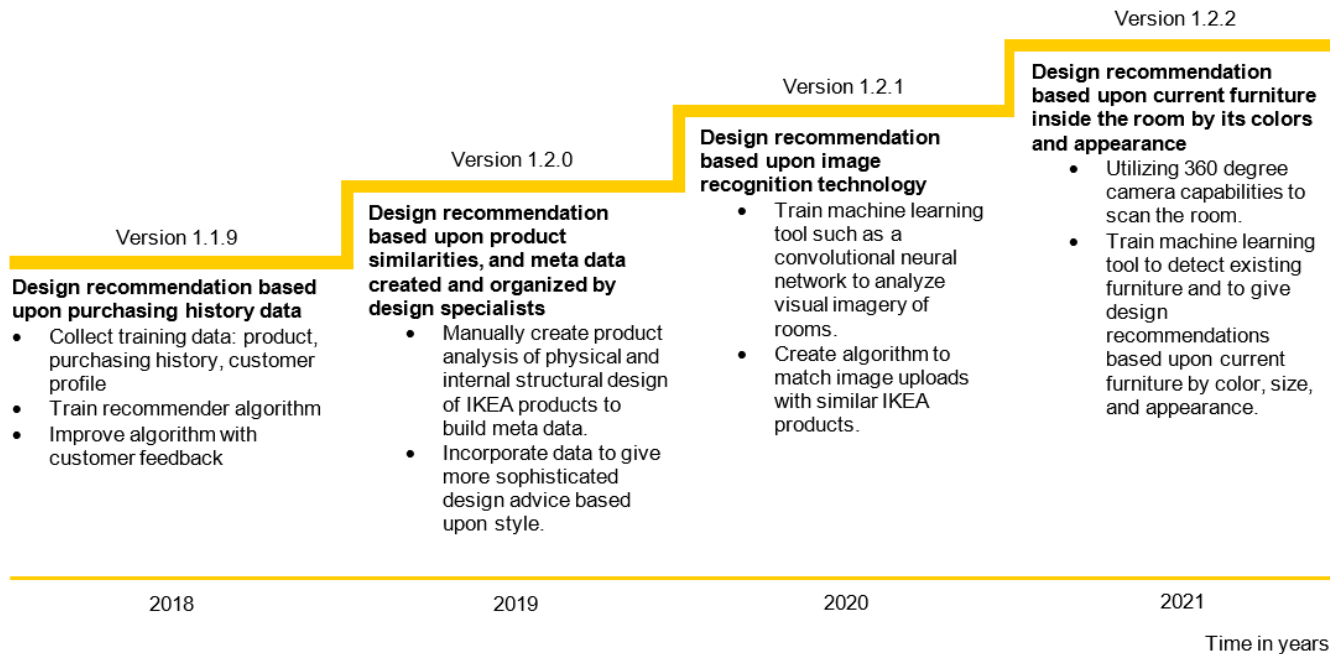 Version 1.1.9
Design recommendation based
upon purchasing history data
• Collect training data: product,
purchasing history, customer
profile
• Train recommender algorithm
• Improve algorithm with
customer feedback
Version 1.2.0
Design recommendation
based upon product
similarities, and meta data
created and organized by
design specialists
• Manually create product
analysis of physical and
internal structural design
of IKEA products to
build meta data.
• Incorporate data to give
more sophisticated
design advice based
upon style.
Version 1.2.1
Design recommendation
based upon image
recognition technology
• Train machine learning
tool such as a
convolutional neural
network to analyze
visual imagery of
rooms.
• Create algorithm to
match image uploads
with similar IKEA
products.
Version 1.2.2
Design recommendation
based upon current furniture
inside the room by its colors
and appearance
• Utilizing 360 degree
camera capabilities to
scan the room.
• Train machine learning
tool to detect existing
furniture and to give
design
recommendations
based upon current
furniture by color, size,
and appearance.
2018
2019
2020
2021
Time in years